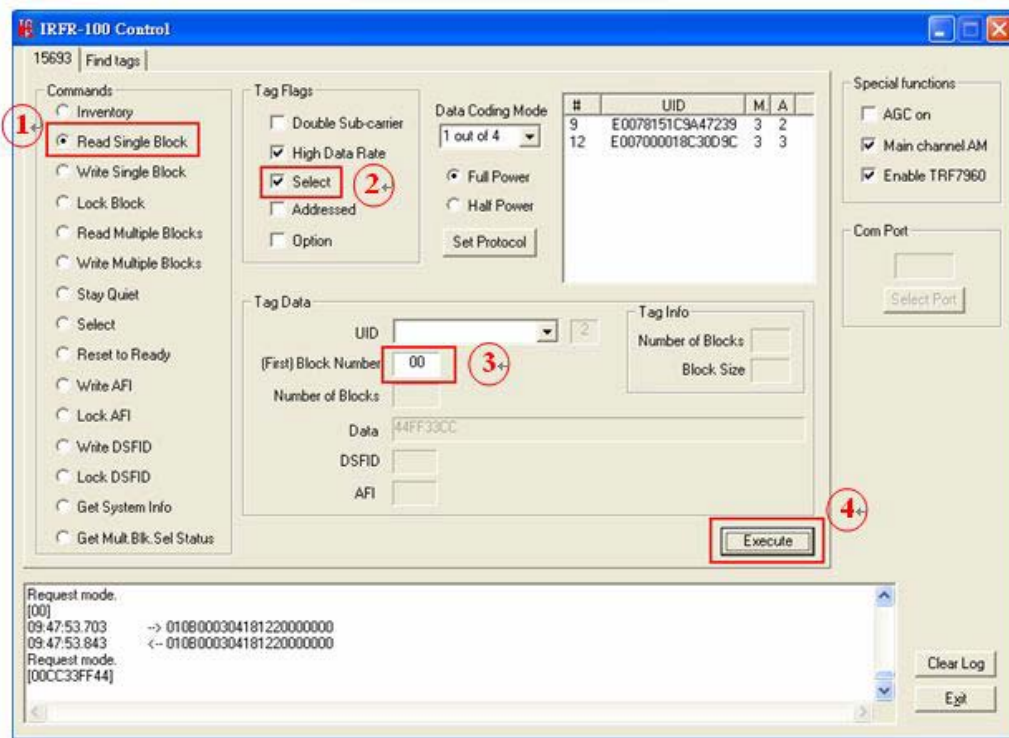 IRFR-100 Control
15693
Find tags
Commands
Inventory
1
Read Single Block
Write Single Block
Lock Block
Read Multiple Blocks
Write Multiple Blocks
Stay Quiet
Select
Reset to Ready
Write AFI
Lock AFI
Write DSFID
Lock DSFID
Get System Info
Get Mult.Blk.Sel Status
Tag Flags
Double Sub-carrier
High Data Rate
Select
2
Addressed
Option
Data Coding Mode
1 out of 4
Full Power
Half Power
Set Protocol
# UID M. A
9 E0078151C9A47239 3 2
12 E007000018C30D9C 3 3
Special functions
AGC on
Main channel AM
Enable TRF7960
Com Port
Select Port
Tag Data
UID
2
(First) Block Number 00
3
Number of Blocks
Data 44FF33CC
DSFID
AFI
Tag Info
Number of Blocks
Block Size
4
Execute
Request mode.
[00]
09:47:53.703 --> 010B000304181220000000
09:47:53.843 <-- 010B000304181220000000
Request mode.
[00CC33FF44]
Clear Log
Exit